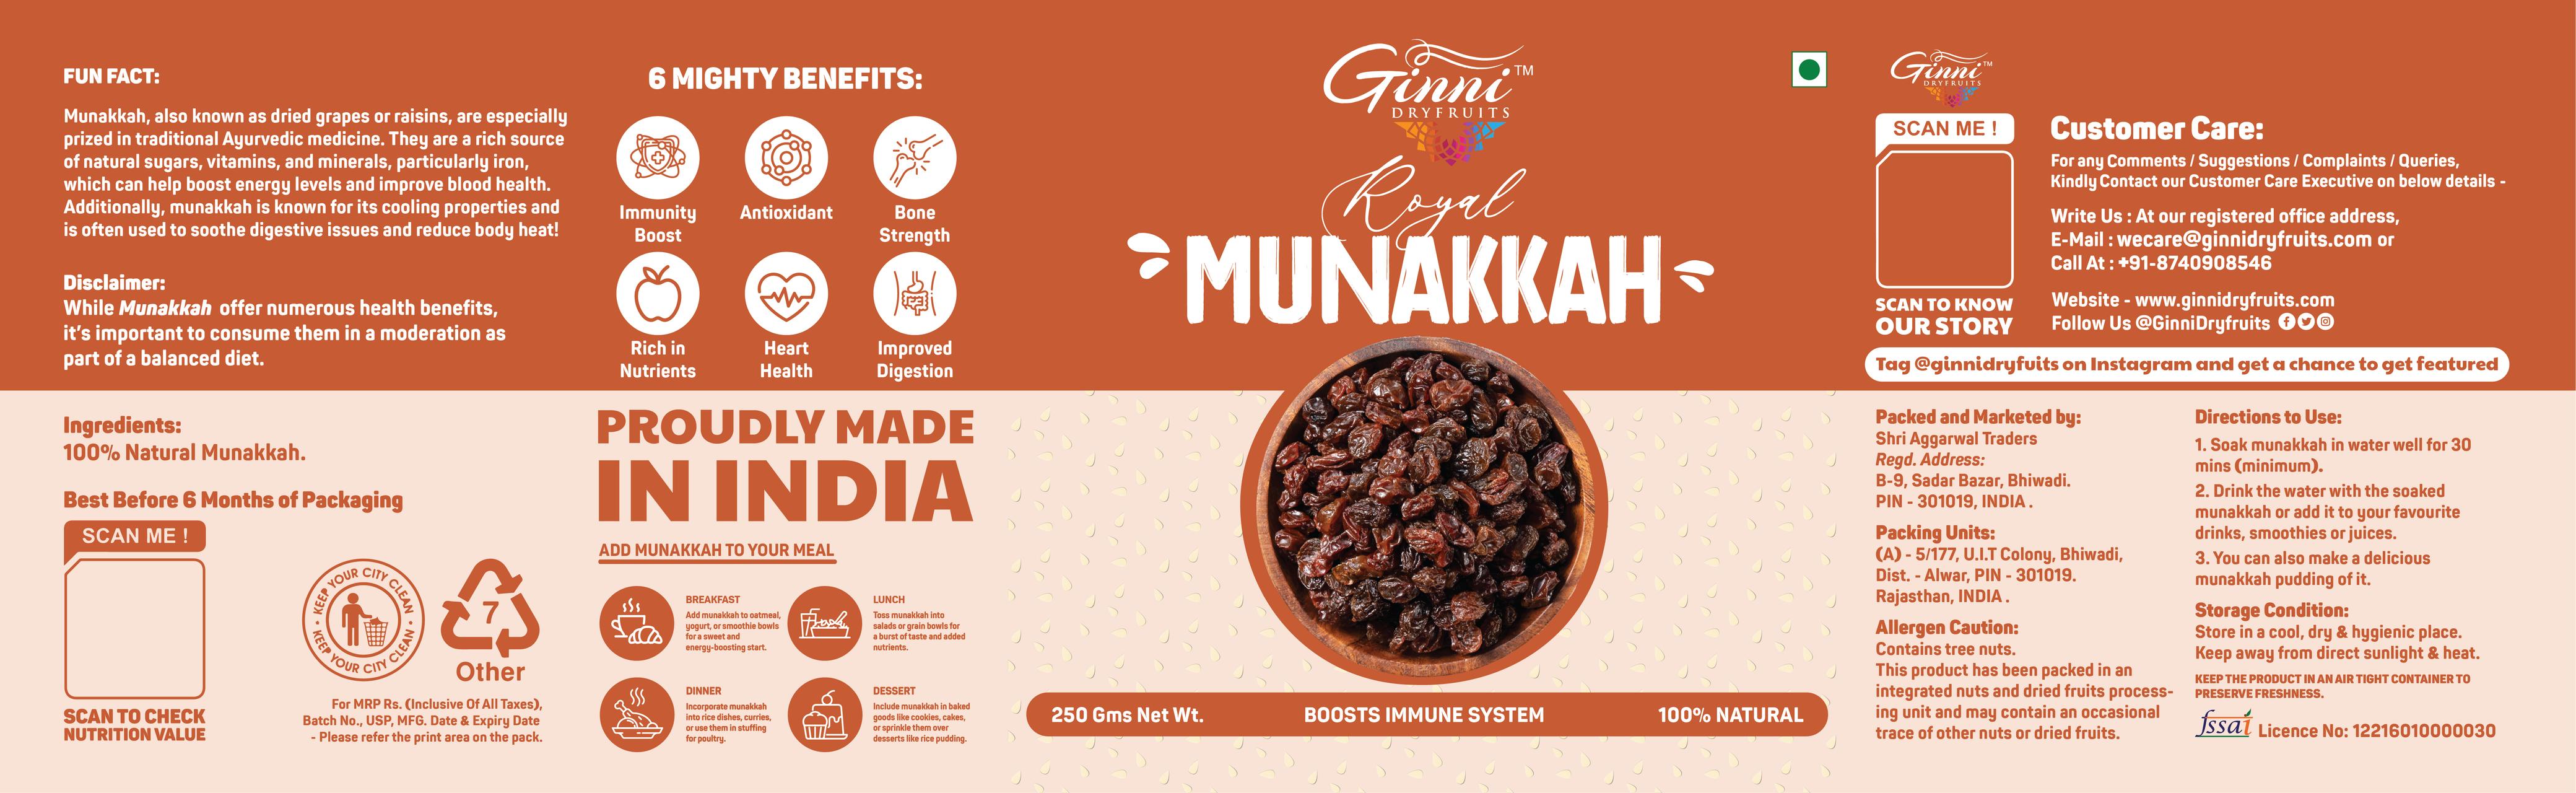 FUN FACT:
Munakkah, also known as dried grapes or raisins, are especially
prized in traditional Ayurvedic medicine. They are a rich source
of natural sugars, vitamins, and minerals, particularly iron,
which can help boost energy levels and improve blood health.
Additionally, munakkah is known for its cooling properties and
is often used to soothe digestive issues and reduce body heat!
Disclaimer:
While Munakkah offer numerous health benefits,
it's important to consume them in a moderation as
part of a balanced diet.
Ingredients:
100% Natural Munakkah.
Best Before 6 Months of Packaging
SCAN ME !
SCAN TO CHECK
NUTRITION VALUE
KEEP YOUR CITY CLEAN
KEEP YOUR CITY CLEAN
7
Other
For MRP Rs. (Inclusive Of All Taxes),
Batch No., USP, MFG. Date & Expiry Date
- Please refer the print area on the pack.
6 MIGHTY BENEFITS:
Immunity
Boost
Antioxidant
Bone
Strength
Rich in
Nutrients
Heart
Health
Improved
Digestion
PROUDLY MADE
IN INDIA
ADD MUNAKKAH TO YOUR MEAL
BREAKFAST
Add munakkah to oatmeal,
yogurt, or smoothie bowls
for a sweet and
energy-boosting start.
LUNCH
Toss munakkah into
salads or grain bowls for
a burst of taste and added
nutrients.
DINNER
Incorporate munakkah
into rice dishes, curries,
or use them in stuffing
for poultry.
DESSERT
Include munakkah in baked
goods like cookies, cakes,
or sprinkle them over
desserts like rice pudding.
Ginni TM
DRYFRUITS
Royal
MUNAKKAH
250 Gms Net Wt.
BOOSTS IMMUNE SYSTEM
100% NATURAL
Ginni TM
DRYFRUITS
SCAN ME !
SCAN TO KNOW
OUR STORY
Customer Care:
For any Comments / Suggestions / Complaints / Queries,
Kindly Contact our Customer Care Executive on below details -
Write Us : At our registered office address,
E-Mail : wecare@ginnidryfruits.com or
Call At : +91-8740908546
Website - www.ginnidryfruits.com
Follow Us @GinniDryfruits
Tag @ginnidryfuits on Instagram and get a chance to get featured
Packed and Marketed by:
Shri Aggarwal Traders
Regd. Address:
B-9, Sadar Bazar, Bhiwadi.
PIN - 301019, INDIA .
Packing Units:
(A) - 5/177, U.I.T Colony, Bhiwadi,
Dist. - Alwar, PIN - 301019.
Rajasthan, INDIA .
Allergen Caution:
Contains tree nuts.
This product has been packed in an
integrated nuts and dried fruits process-
ing unit and may contain an occasional
trace of other nuts or dried fruits.
Directions to Use:
1. Soak munakkah in water well for 30
mins (minimum).
2. Drink the water with the soaked
munakkah or add it to your favourite
drinks, smoothies or juices.
3. You can also make a delicious
munakkah pudding of it.
Storage Condition:
Store in a cool, dry & hygienic place.
Keep away from direct sunlight & heat.
KEEP THE PRODUCT IN AN AIR TIGHT CONTAINER TO
PRESERVE FRESHNESS.
fssai Licence No: 12216010000030